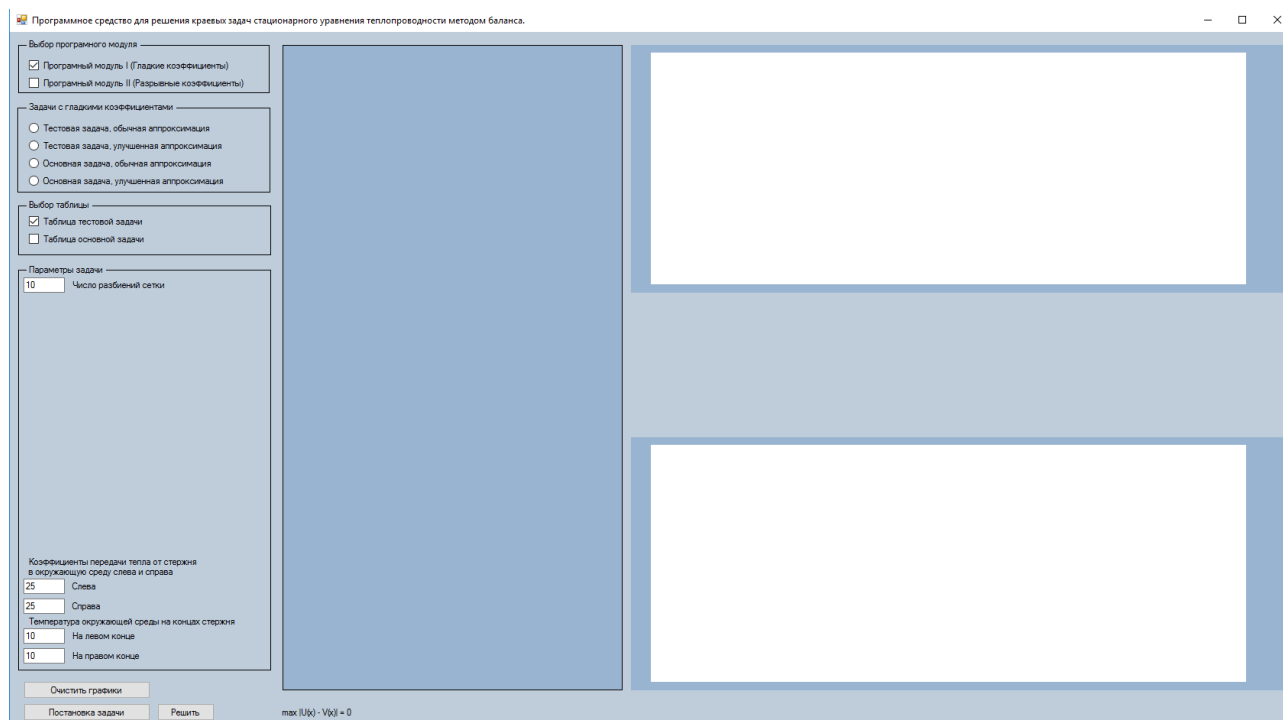 Программное средство для решения краевых задач стационарного уравнения теплопроводности методом баланса.
Выбор програмного модуля
Програмный модуль I (Гладкие коэффициенты)
Програмный модуль II (Разрывные коэффициенты)
Задачи с гладкими коэффициентами
Тестовая задача, обычная аппроксимация
Тестовая задача, улучшенная аппроксимация
Основная задача, обычная аппроксимация
Основная задача, улучшенная аппроксимация
Выбор таблицы
Таблица тестовой задачи
Таблица основной задачи
Параметры задачи
10 Число разбиений сетки
Коэффициенты передачи тепла от стержня
в окружающую среду слева и справа
25 Слева
25 Справа
Температура окружающей среды на концах стержня
10 На левом конце
10 На правом конце
Очистить графики
Постановка задачи Решить max |U(x) - V(x)| = 0